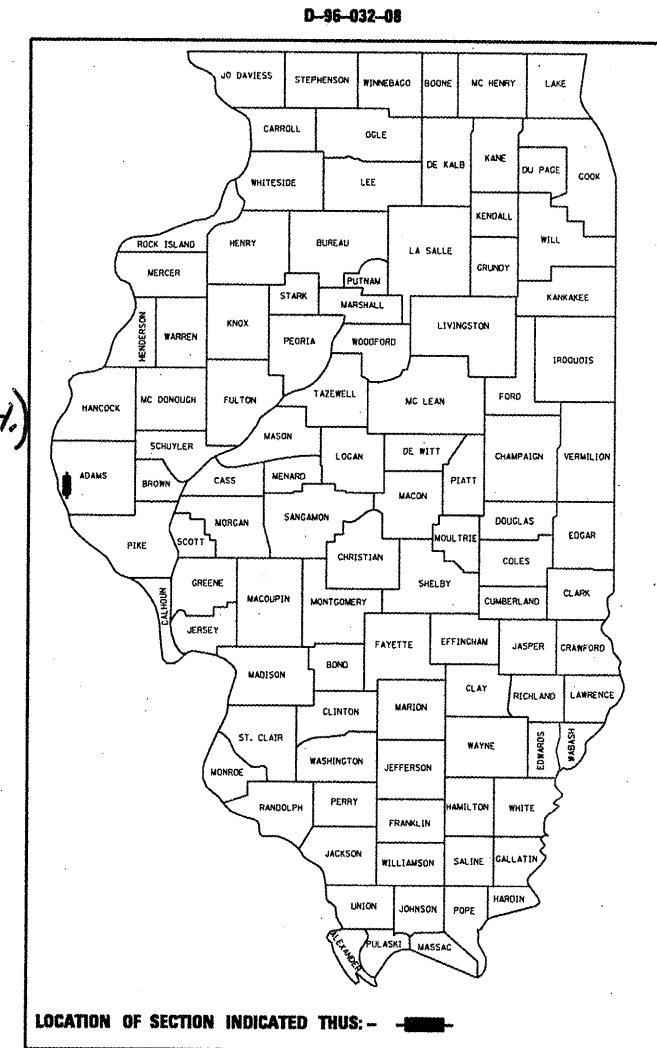 D-96-032-08
JO DAVIESS STEPHENSON WINNEBAGO BOONE MC HENRY LAKE
CARROLL OGLE DE KALB KANE DU PAGE COOK
WHITESIDE LEE
KENDALL WILL
ROCK ISLAND HENRY BUREAU LA SALLE GRUNDY
MERCER PUTNAM
STARK MARSHALL KANKAKEE
HENDERSON WARREN KNOX PEORIA WOODFORD LIVINGSTON IROQUOIS
TAZEWELL MC LEAN FORD
HANCOCK MC DONOUGH FULTON
MASON
SCHUYLER LOGAN DE WITT CHAMPAIGN VERMILION
ADAMS BROWN CASS MENARD PIATT
MACON
MORGAN SANGAMON DOUGLAS
PIKE SCOTT CHRISTIAN MOULTRIE EDGAR
COLES
GREENE MACOUPIN MONTGOMERY SHELBY CUMBERLAND CLARK
CALHOUN
JERSEY FAYETTE EFFINGHAM JASPER CRAWFORD
MADISON BOND
CLAY RICHLAND LAWRENCE
CLINTON MARION
ST. CLAIR WAYNE EDWARDS WABASH
MONROE WASHINGTON JEFFERSON
RANDOLPH PERRY HAMILTON WHITE
FRANKLIN
JACKSON WILLIAMSON SALINE GALLATIN
UNION JOHNSON POPE HARDIN
ALEXANDER PULASKI MASSAC
LOCATION OF SECTION INDICATED THUS: -